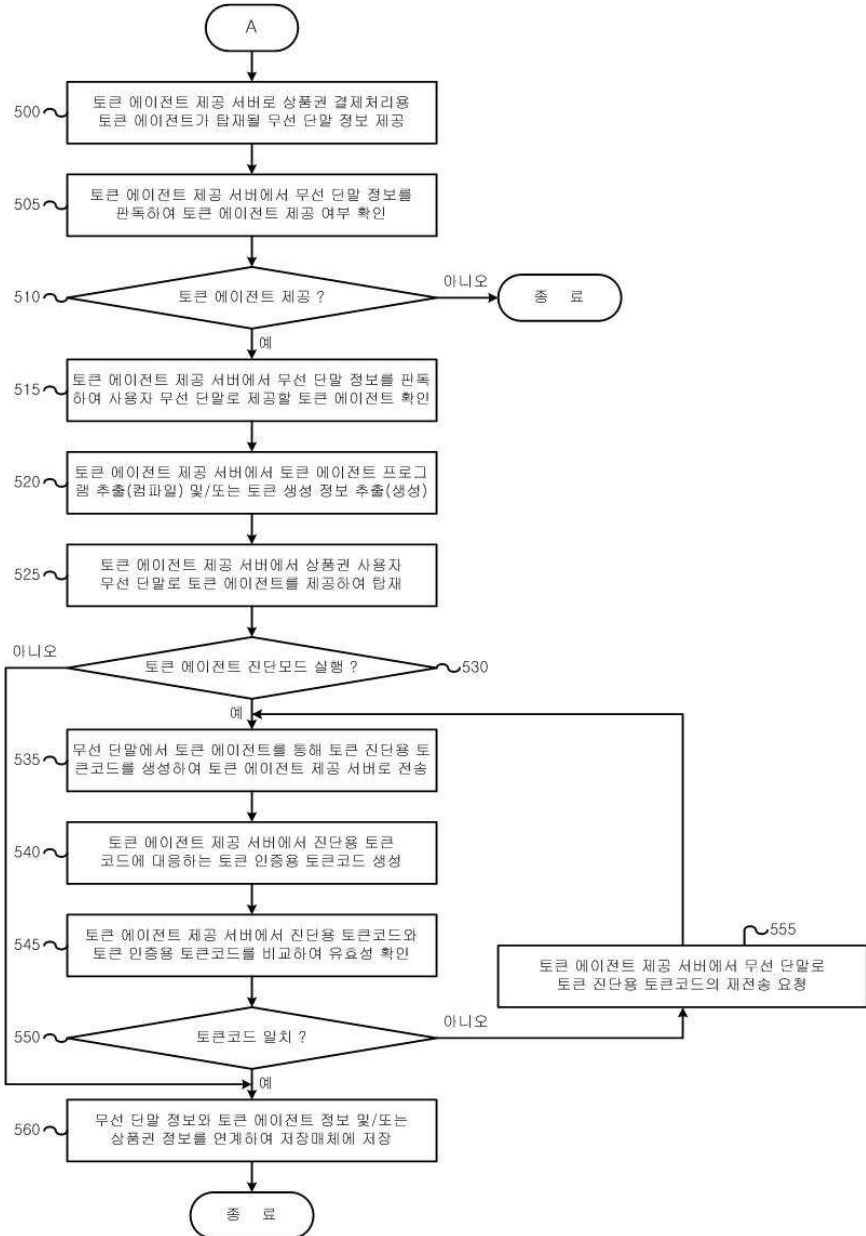 A
500
토큰 에이전트 제공 서버로 상품권 결제처리용
토큰 에이전트가 탑재될 무선 단말 정보 제공
505
토큰 에이전트 제공 서버에서 무선 단말 정보를
판독하여 토큰 에이전트 제공 여부 확인
510
토큰 에이전트 제공 ?
아니오
종 료
예
515
토큰 에이전트 제공 서버에서 무선 단말 정보를 판독
하여 사용자 무선 단말로 제공할 토큰 에이전트 확인
520
토큰 에이전트 제공 서버에서 토큰 에이전트 프로그
램 추출(컴파일) 및/또는 토큰 생성 정보 추출(생성)
525
토큰 에이전트 제공 서버에서 상품권 사용자
무선 단말로 토큰 에이전트를 제공하여 탑재
아니오
토큰 에이전트 진단모드 실행 ?
530
예
535
무선 단말에서 토큰 에이전트를 통해 토큰 진단용 토
큰코드를 생성하여 토큰 에이전트 제공 서버로 전송
540
토큰 에이전트 제공 서버에서 진단용 토큰
코드에 대응하는 토큰 인증용 토큰코드 생성
545
토큰 에이전트 제공 서버에서 진단용 토큰코드와
토큰 인증용 토큰코드를 비교하여 유효성 확인
555
토큰 에이전트 제공 서버에서 무선 단말로
토큰 진단용 토큰코드의 재전송 요청
550
토큰코드 일치 ?
아니오
예
560
무선 단말 정보와 토큰 에이전트 정보 및/또는
상품권 정보를 연계하여 저장매체에 저장
종 료